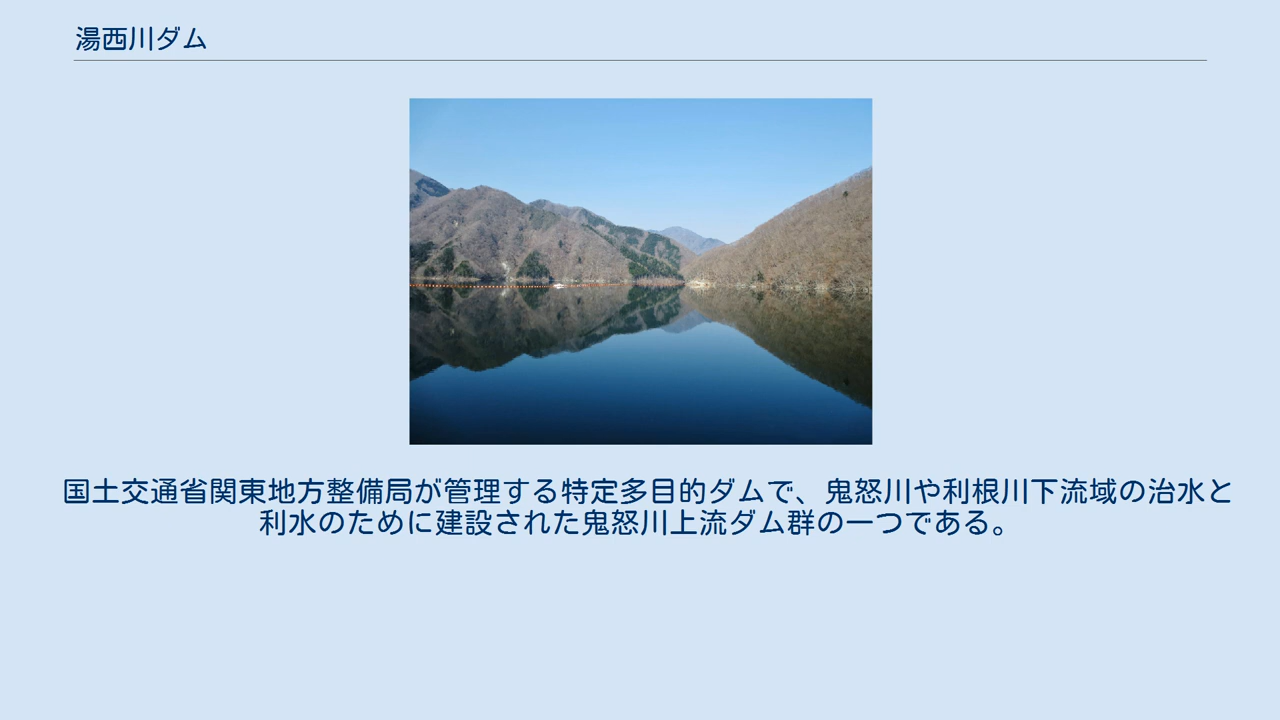 湯西川ダム
国土交通省関東地方整備局が管理する特定多目的ダムで、鬼怒川や利根川下流域の治水と
利水のために建設された鬼怒川上流ダム群の一つである。